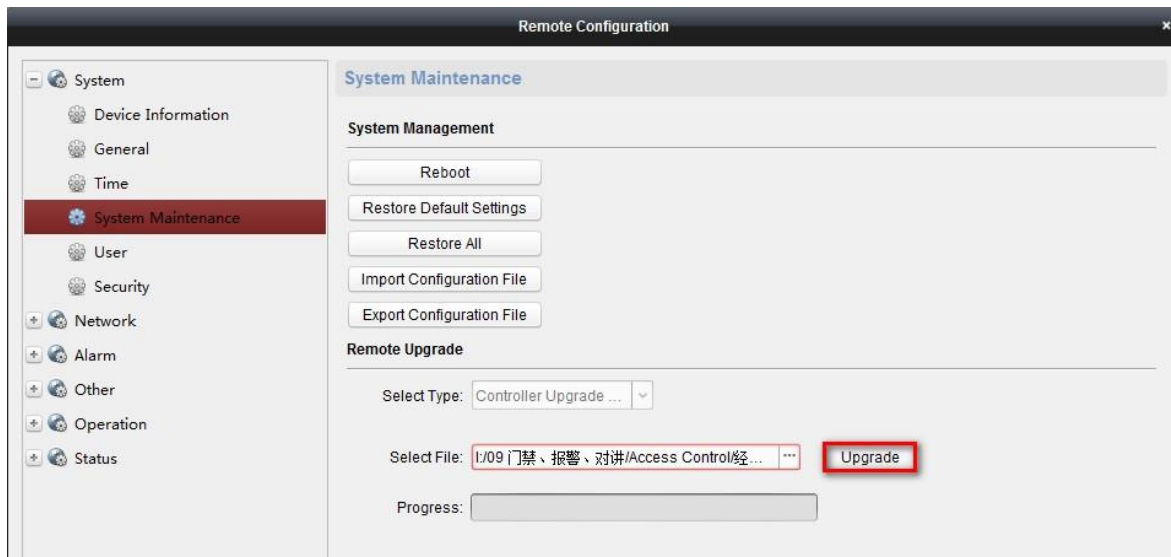 Remote Configuration
System
Device Information
General
Time
System Maintenance
User
Security
Network
Alarm
Other
Operation
Status
System Maintenance
System Management
Reboot
Restore Default Settings
Restore All
Import Configuration File
Export Configuration File
Remote Upgrade
Select Type: Controller Upgrade ...
Select File: I:/09 门禁、报警、对讲/Access Control/经... ... Upgrade
Progress: